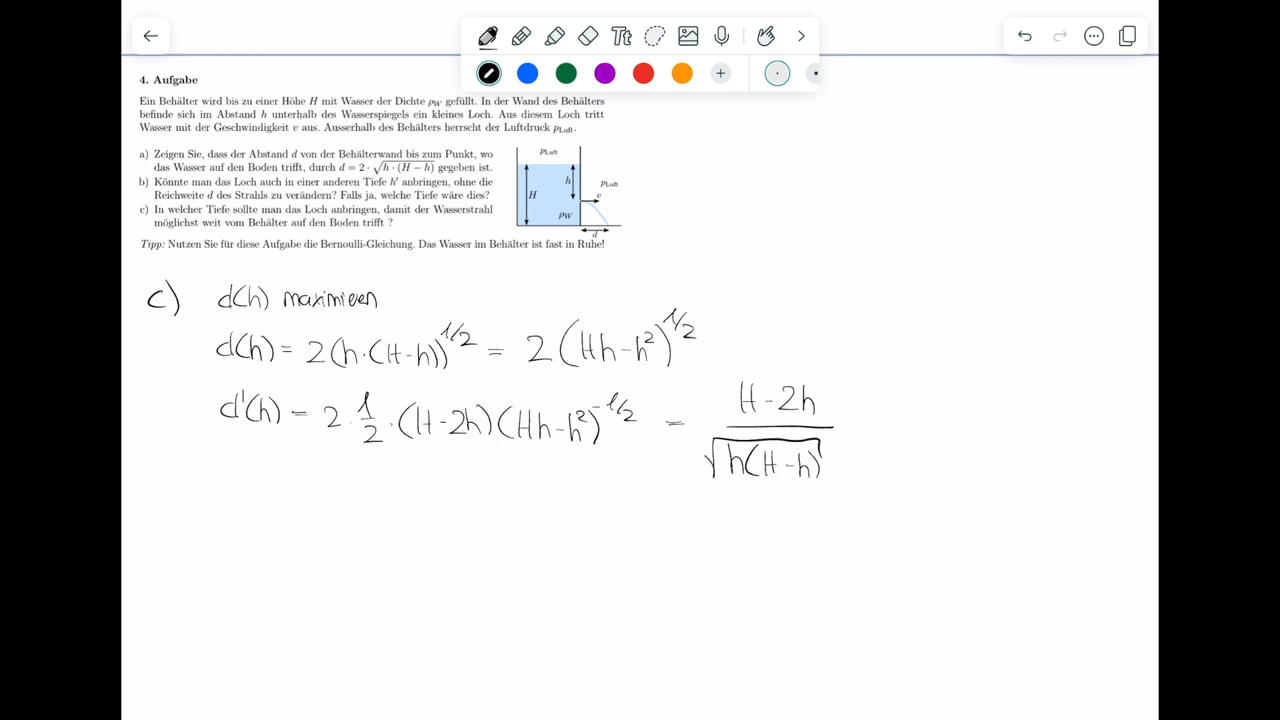 Tt
4. Aufgabe
Ein Behälter wird bis zu einer Höhe H mit Wasser der Dichte ρW gefüllt. In der Wand des Behälters
befinde sich im Abstand h unterhalb des Wasserspiegels ein kleines Loch. Aus diesem Loch tritt
Wasser mit der Geschwindigkeit v aus. Ausserhalb des Behälters herrscht der Luftdruck pLuft.
a) Zeigen Sie, dass der Abstand d von der Behälterwand bis zum Punkt, wo
das Wasser auf den Boden trifft, durch d = 2 · √h · (H − h) gegeben ist.
b) Könnte man das Loch auch in einer anderen Tiefe h′ anbringen, ohne die
Reichweite d des Strahls zu verändern? Falls ja, welche Tiefe wäre dies?
c) In welcher Tiefe sollte man das Loch anbringen, damit der Wasserstrahl
möglichst weit vom Behälter auf den Boden trifft ?
pLuft
h
pLuft
H
v
ρW
d
Tipp: Nutzen Sie für diese Aufgabe die Bernoulli-Gleichung. Das Wasser im Behälter ist fast in Ruhe!
c) d(h) maximieren
d(h) = 2(h·(H-h))^1/2 = 2(Hh-h²)^1/2
d'(h) = 2·1/2·(H-2h)(Hh-h²)^-1/2 = H-2h / √h(H-h)